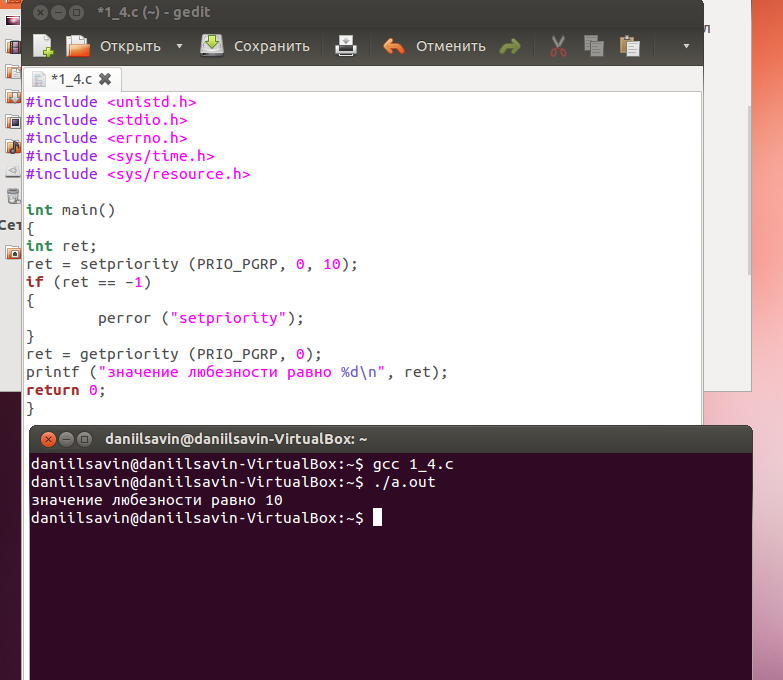 *1_4.c (~) - gedit
Открыть Сохранить Отменить
*1_4.c
#include <unistd.h>
#include <stdio.h>
#include <errno.h>
#include <sys/time.h>
#include <sys/resource.h>
int main()
{
int ret;
ret = setpriority (PRIO_PGRP, 0, 10);
if (ret == -1)
{
perror ("setpriority");
}
ret = getpriority (PRIO_PGRP, 0);
printf ("значение любезности равно %d\n", ret);
return 0;
}
Сет
daniilsavin@daniilsavin-VirtualBox: ~
daniilsavin@daniilsavin-VirtualBox:~$ gcc 1_4.c
daniilsavin@daniilsavin-VirtualBox:~$ ./a.out
значение любезности равно 10
daniilsavin@daniilsavin-VirtualBox:~$